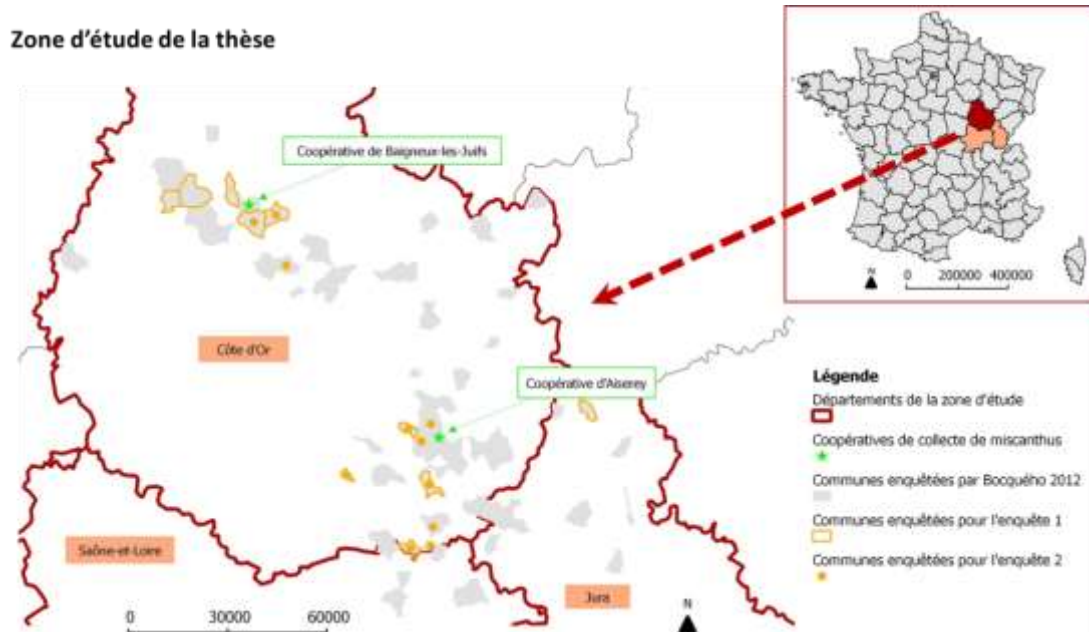 Zone d'étude de la thèse
Coopérative de Baigneux-les-Juifs
N
0 200000 400000
Côte d'Or
Coopérative d'Aiserey
Saône-et-Loire
Jura
0 30000 60000
N
Légende
Départements de la zone d'étude
Coopératives de collecte de miscanthus
Communes enquêtées par Bocquého 2012
Communes enquêtées pour l'enquête 1
Communes enquêtées pour l'enquête 2